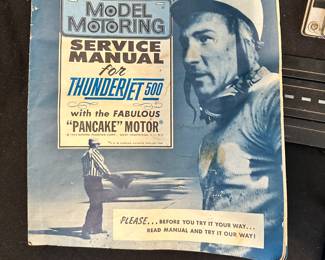 MODEL
MOTORING
SERVICE
MANUAL
for
THUNDERJET 500
with the FABULOUS
"PANCAKE" MOTOR*
PLEASE... BEFORE YOU TRY IT YOUR WAY...
READ MANUAL AND TRY IT OUR WAY!